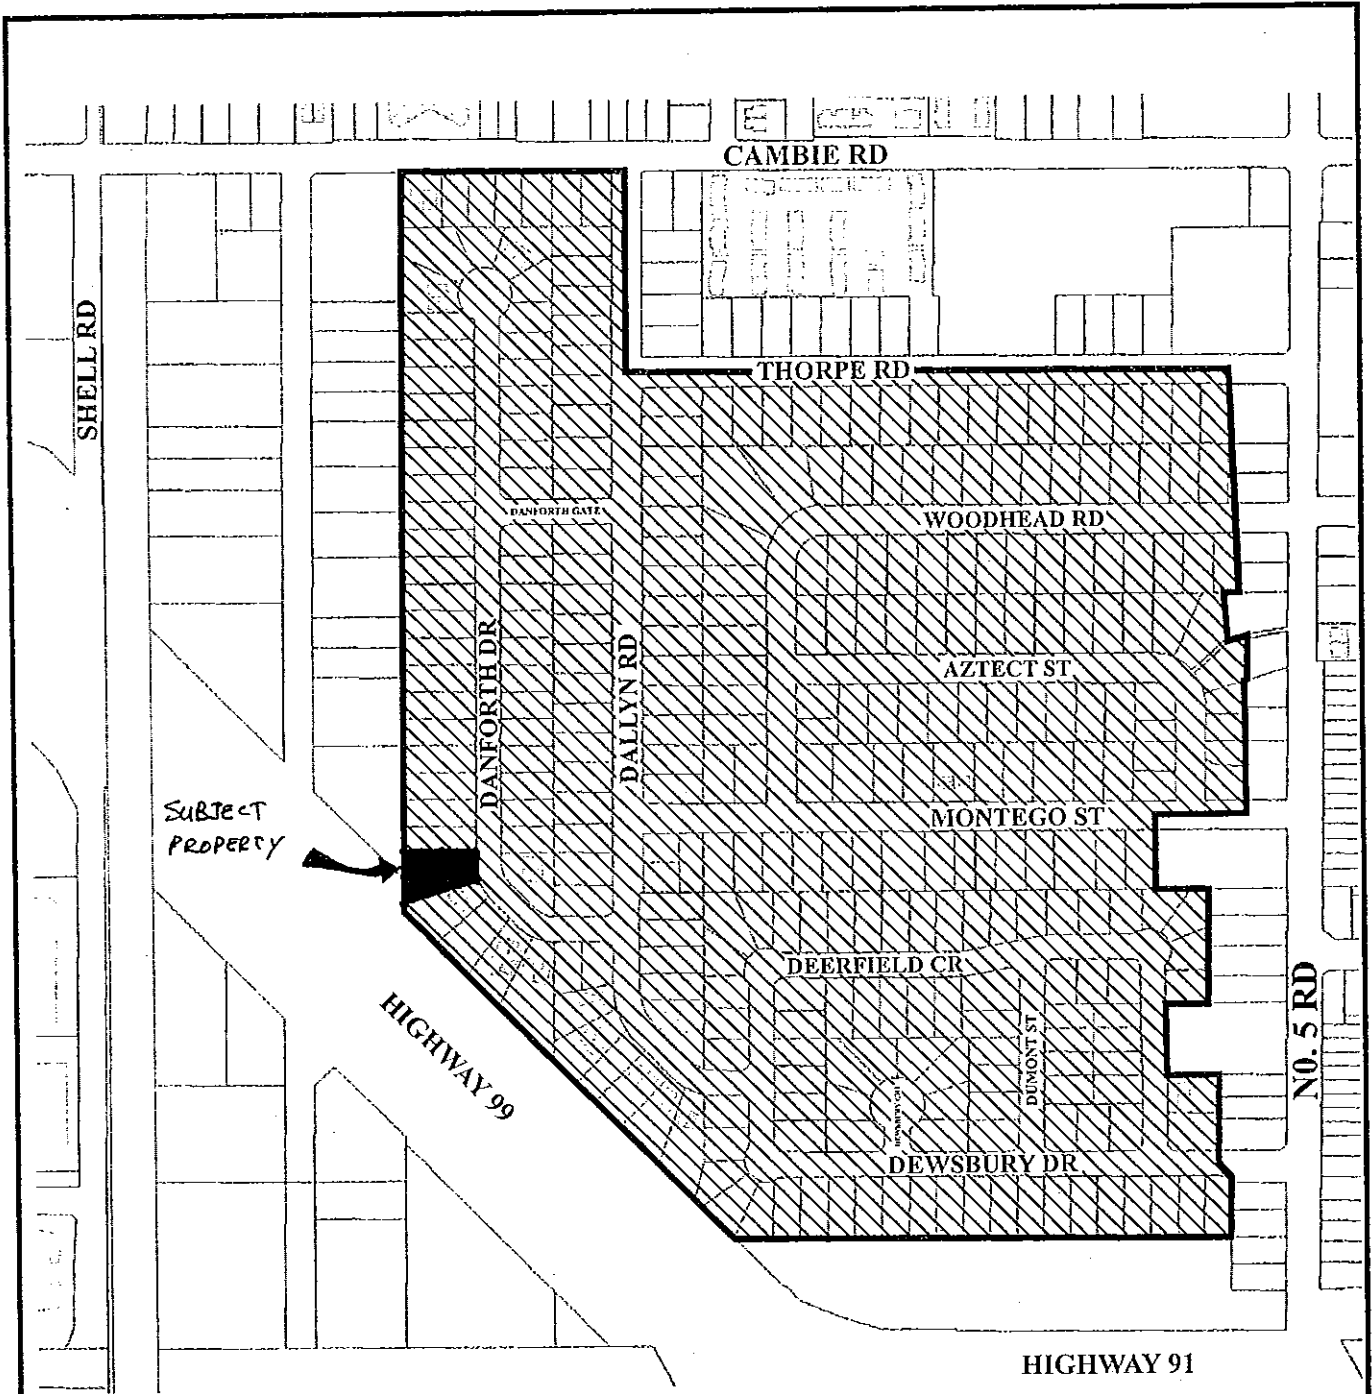 CAMBIE RD
SHELL RD
THORPE RD
DANFORTH GATE
WOODHEAD RD
DANFORTH DR
DALLYN RD
AZTECT ST
MONTEGO ST
SUBJECT
PROPERTY
DEERFIELD CR
HIGHWAY 99
DUMONT ST
N0. 5 RD
DEWSBURY DR
HIGHWAY 91